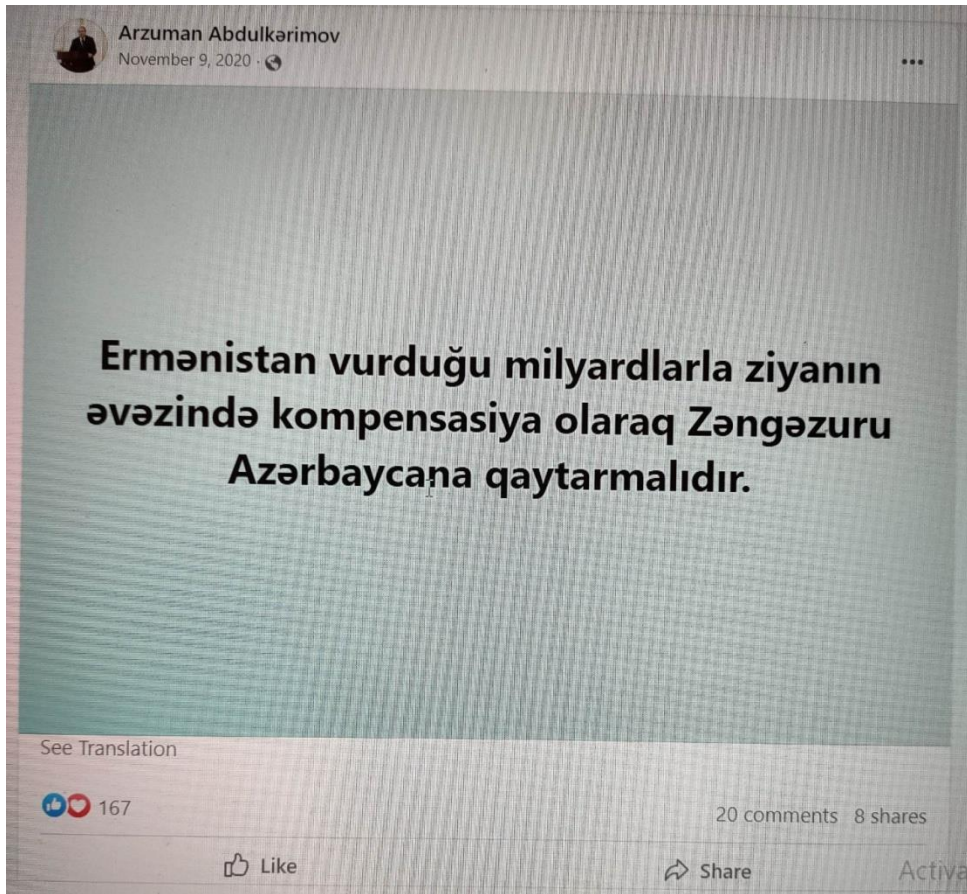 Arzuman Abdulkərimov
November 9, 2020 ·
Ermənistan vurduğu milyardlarla ziyanın
əvəzində kompensasiya olaraq Zəngəzuru
Azərbaycana qaytarmalıdır.
See Translation
167
20 comments 8 shares
Like
Share
Activa